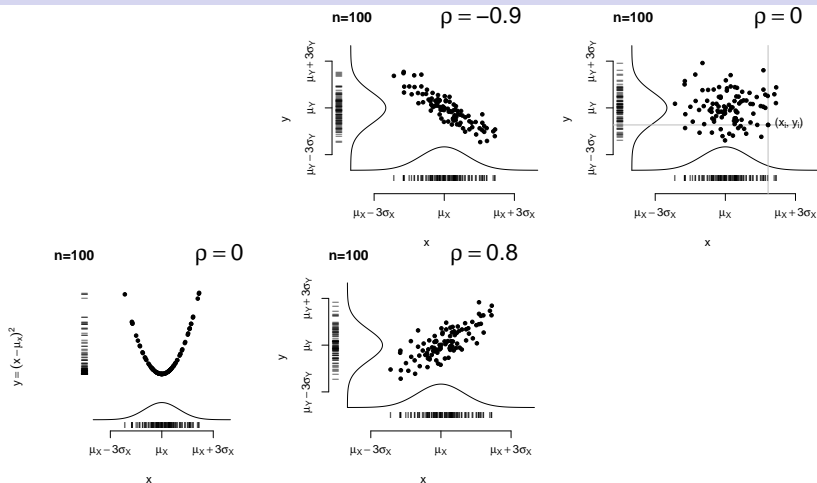 n=100
ρ = −0.9
y
μY − 3σY
μY
μY + 3σY
μX − 3σX
μX
μX + 3σX
x
n=100
ρ = 0
y
μY − 3σY
μY
μY + 3σY
(xi, yi)
μX − 3σX
μX
μX + 3σX
x
n=100
ρ = 0
y = (x − μX)²
μX − 3σX
μX
μX + 3σX
x
n=100
ρ = 0.8
y
μY − 3σY
μY
μY + 3σY
μX − 3σX
μX
μX + 3σX
x